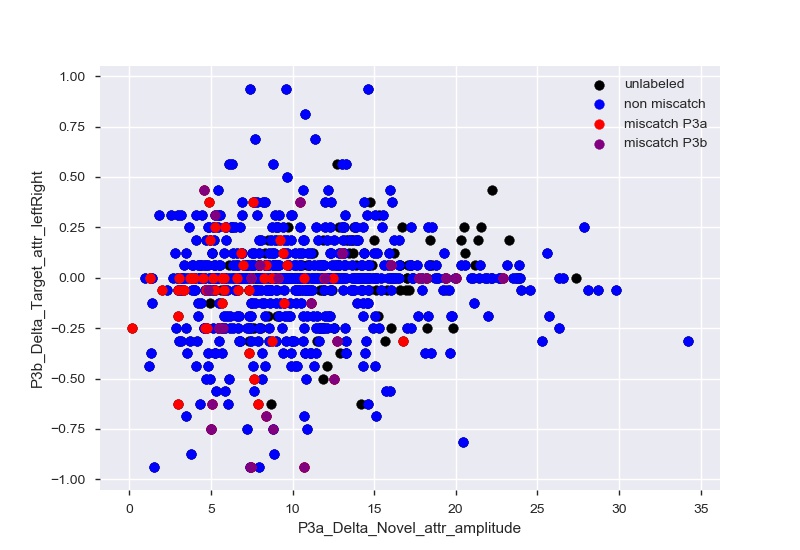 1.00
0.75
0.50
0.25
0.00
−0.25
−0.50
−0.75
−1.00
P3b_Delta_Target_attr_leftRight
unlabeled
non miscatch
miscatch P3a
miscatch P3b
0 5 10 15 20 25 30 35
P3a_Delta_Novel_attr_amplitude